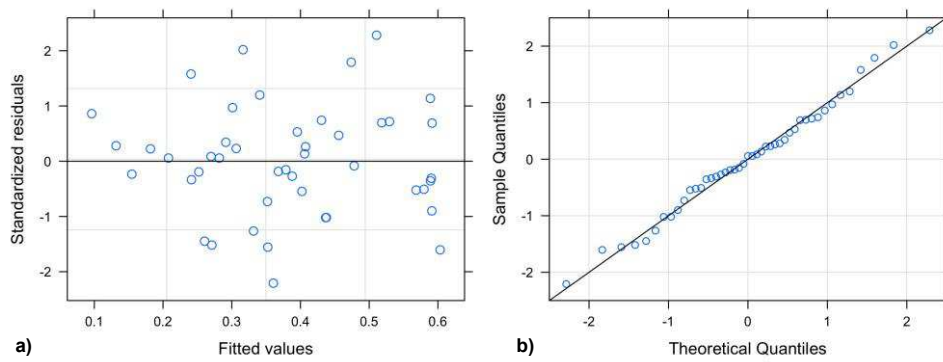 2
1
0
-1
-2
Standardized residuals
0.1 0.2 0.3 0.4 0.5 0.6
a) Fitted values
2
1
0
-1
-2
Sample Quantiles
-2 -1 0 1 2
b) Theoretical Quantiles